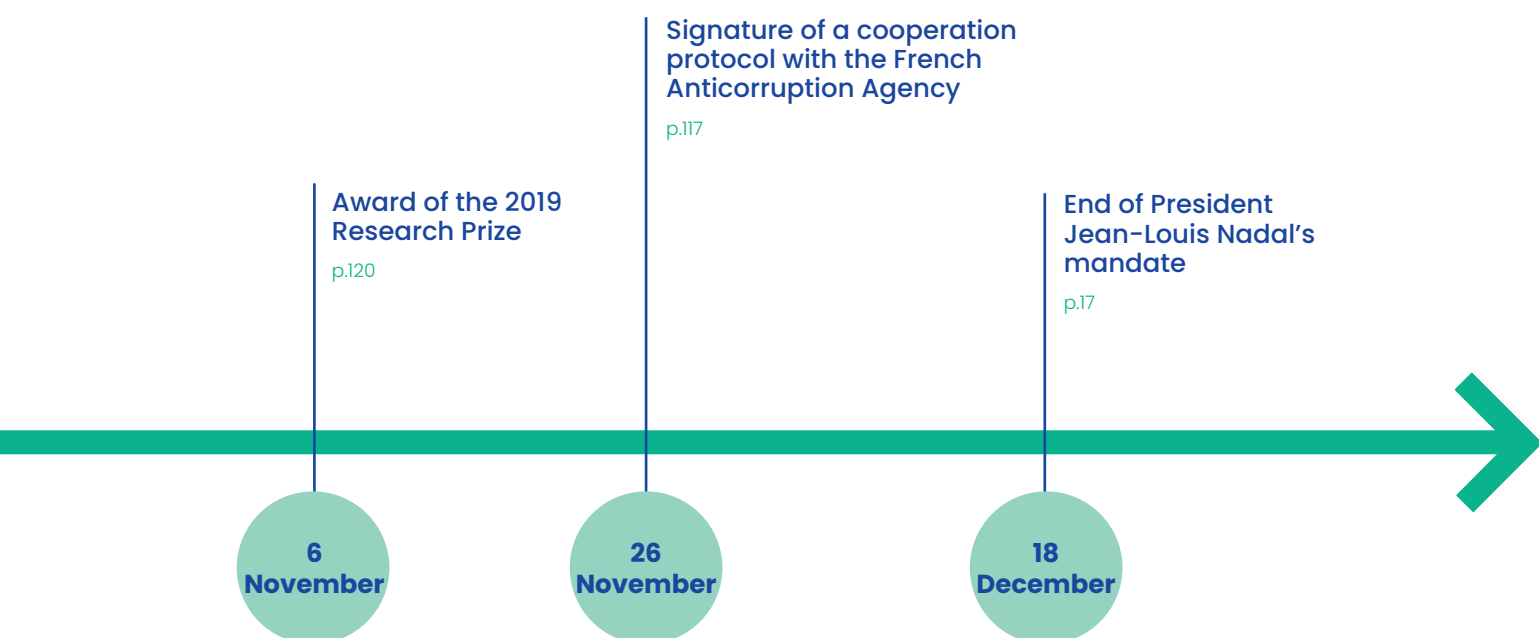 Signature of a cooperation
protocol with the French
Anticorruption Agency
p.117
Award of the 2019
Research Prize
p.120
End of President
Jean-Louis Nadal’s
mandate
p.17
6
November
26
November
18
December